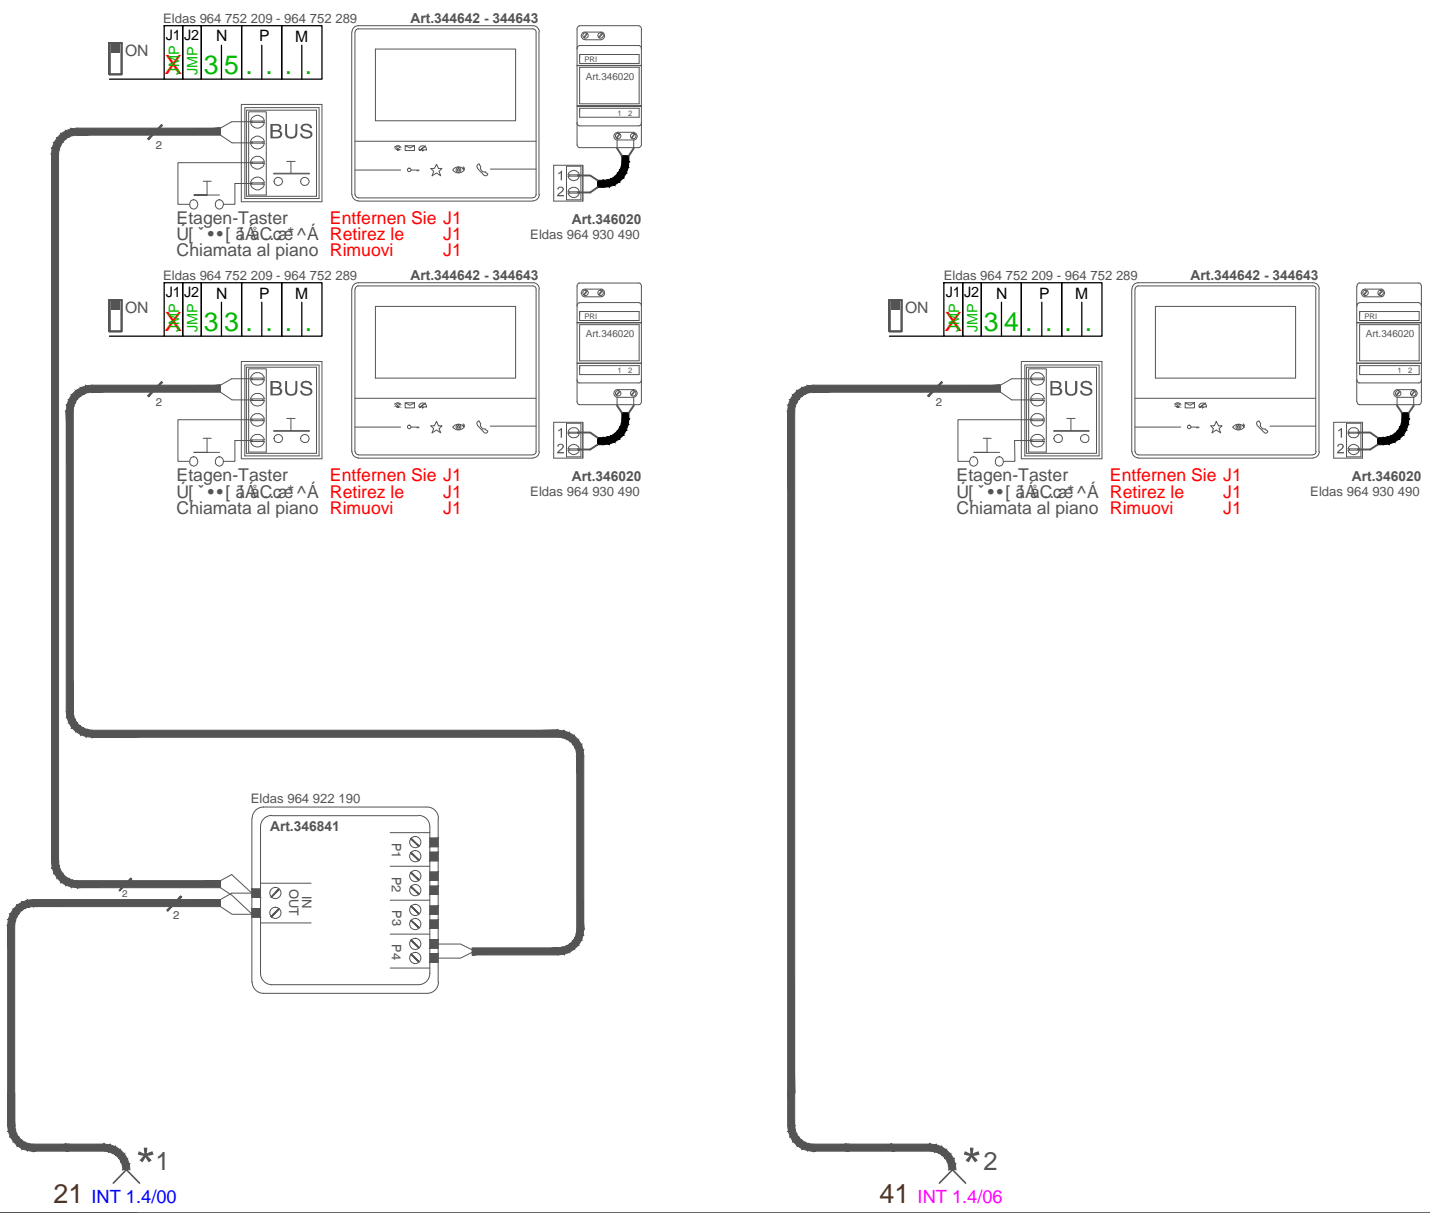 Eldas 964 752 209 - 964 752 289
Art.344642 - 344643
ON
J1 J2 N P M
JMP JMP 3 5 . . . .
PRI
Art.346020
1 2
BUS
2
1
2
Etagen-Taster Entfernen Sie J1
Retirez le J1
Chiamata al piano Rimuovi J1
Art.346020
Eldas 964 930 490
Eldas 964 752 209 - 964 752 289
Art.344642 - 344643
ON
J1 J2 N P M
JMP JMP 3 3 . . . .
PRI
Art.346020
1 2
BUS
2
1
2
Etagen-Taster Entfernen Sie J1
Retirez le J1
Chiamata al piano Rimuovi J1
Art.346020
Eldas 964 930 490
Eldas 964 752 209 - 964 752 289
Art.344642 - 344643
ON
J1 J2 N P M
JMP JMP 3 4 . . . .
PRI
Art.346020
1 2
BUS
2
1
2
Etagen-Taster Entfernen Sie J1
Retirez le J1
Chiamata al piano Rimuovi J1
Art.346020
Eldas 964 930 490
Eldas 964 922 190
Art.346841
P1
P2
P3
P4
IN
OUT
2
2
*1
21 INT 1.4/00
*2
41 INT 1.4/06